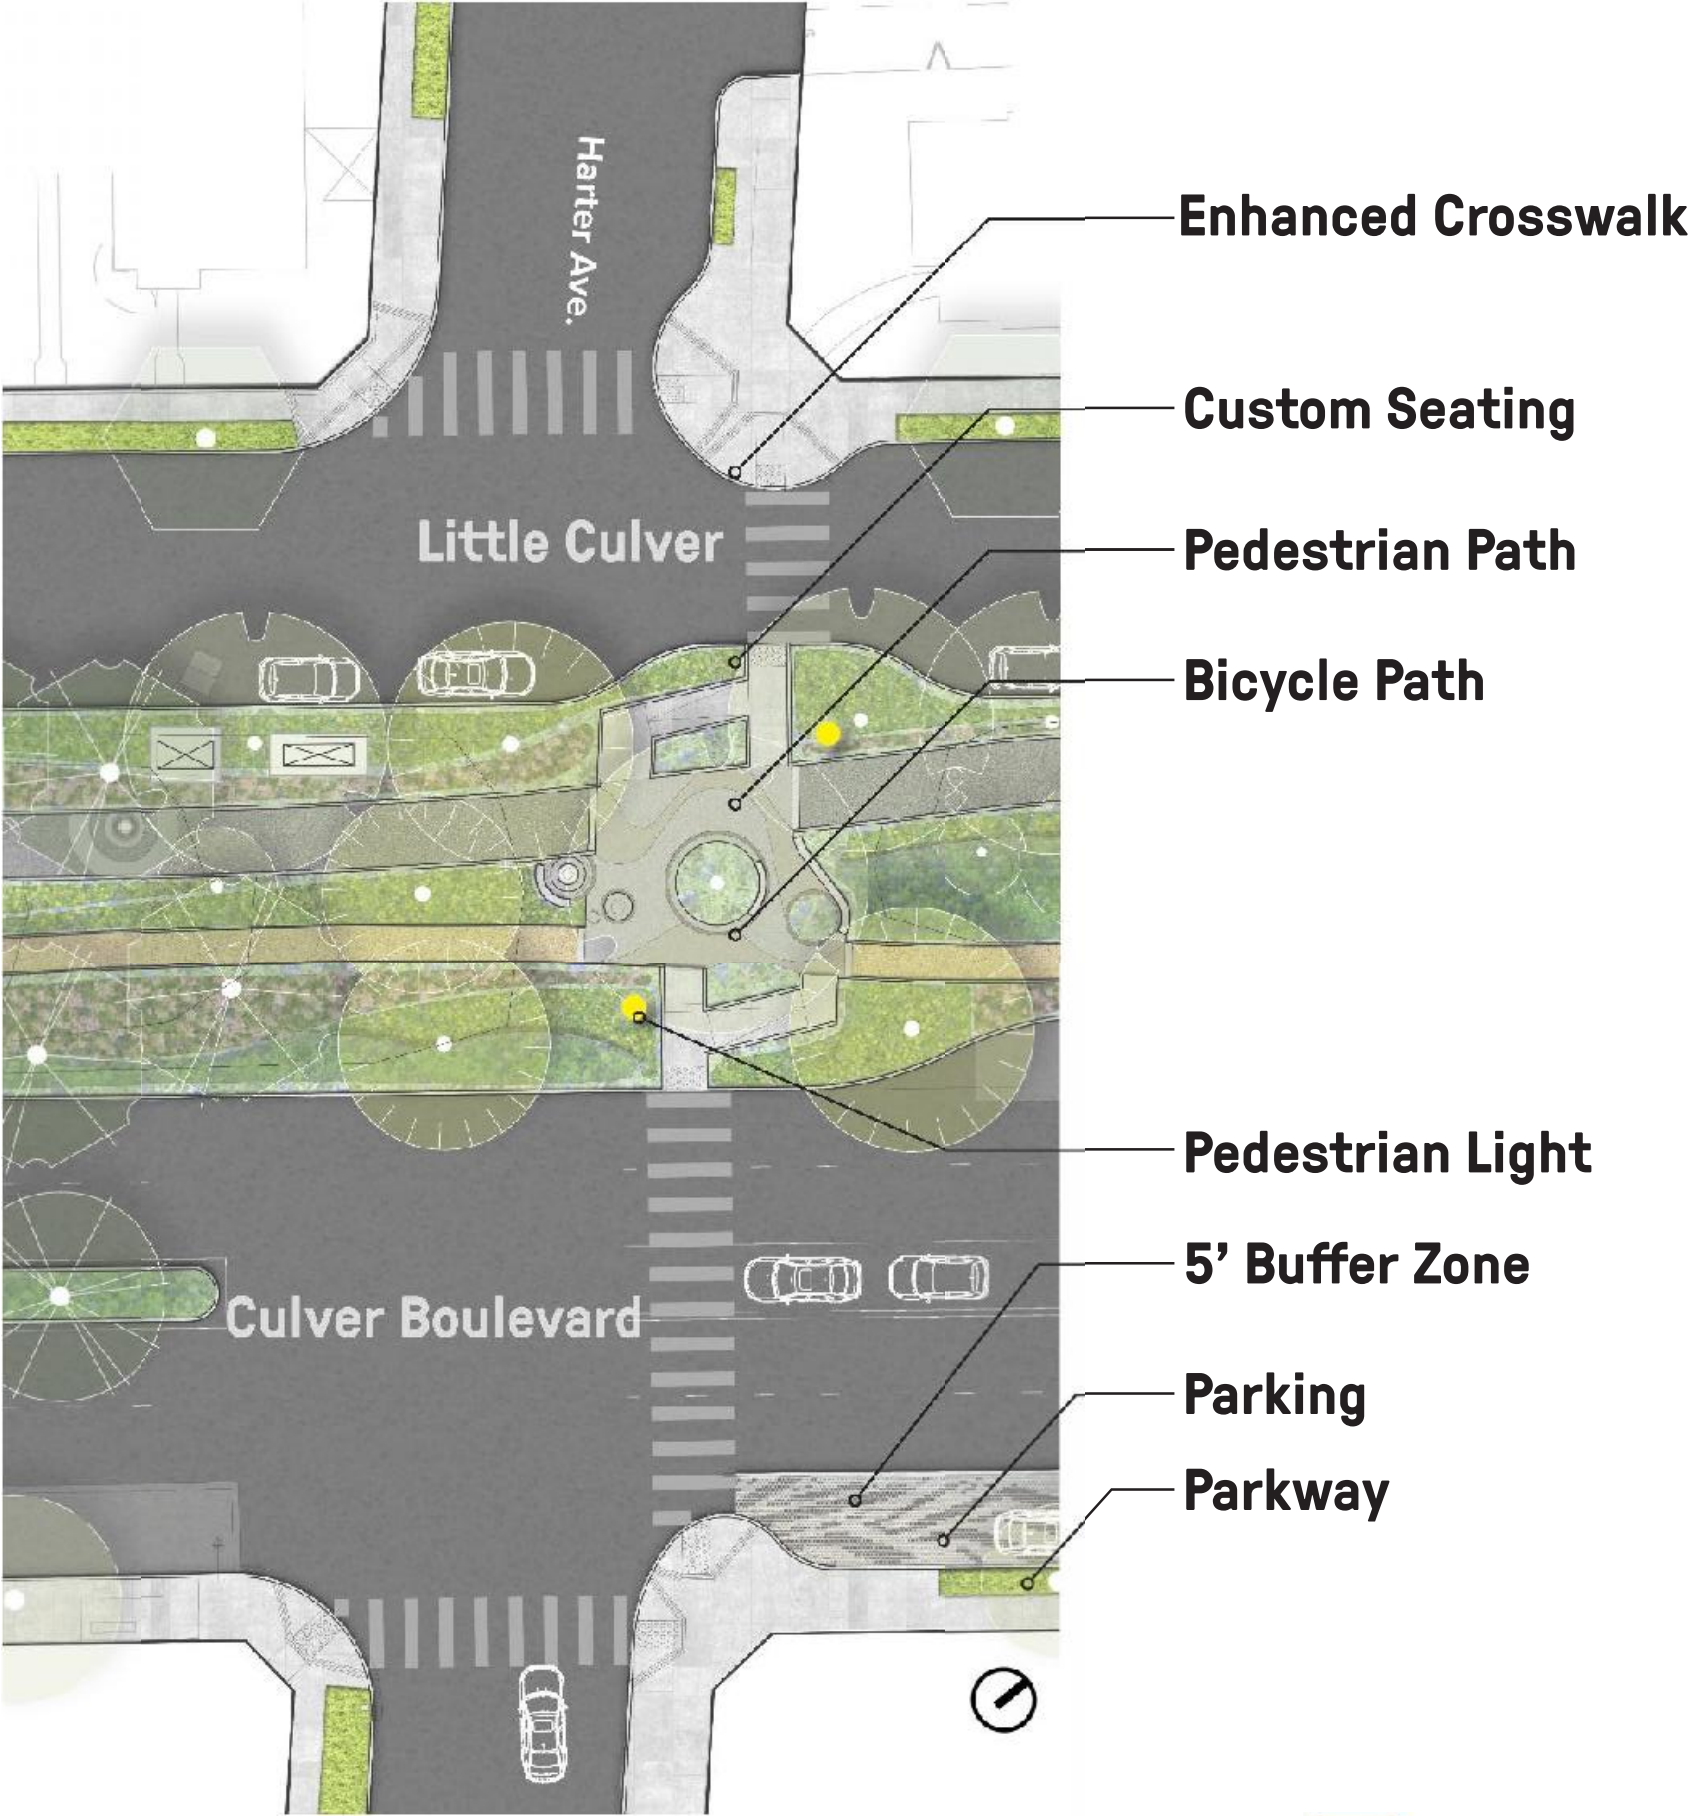 Harter Ave.
Enhanced Crosswalk
Custom Seating
Little Culver
Pedestrian Path
Bicycle Path
Pedestrian Light
5’ Buffer Zone
Culver Boulevard
Parking
Parkway